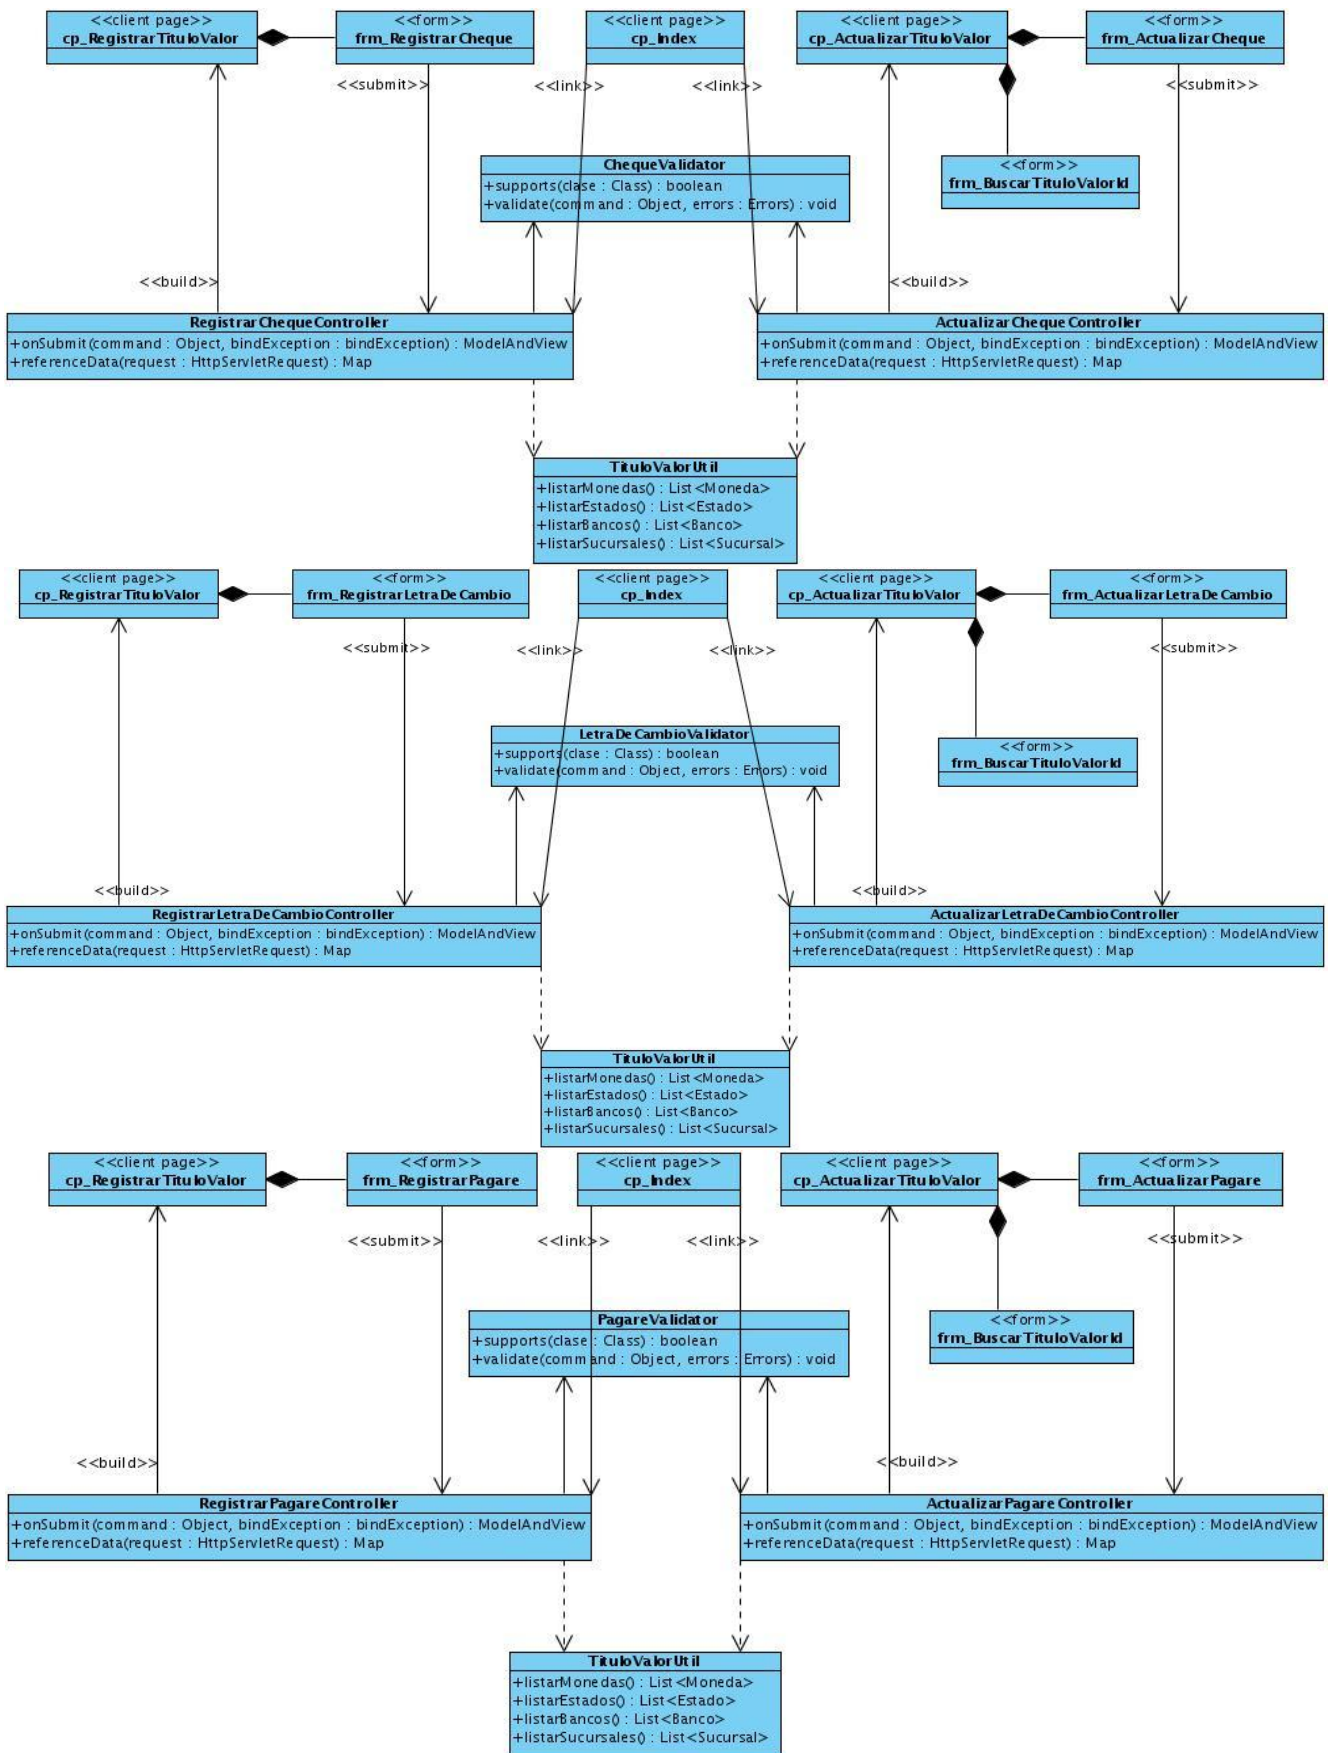 <<client page>>
cp_RegistrarTituloValor
<<form>>
frm_RegistrarCheque
<<client page>>
cp_Index
<<client page>>
cp_ActualizarTituloValor
<<form>>
frm_ActualizarCheque
<<submit>>
<<link>>
<<link>>
<<submit>>
ChequeValidator
+supports(clase : Class) : boolean
+validate(command : Object, errors : Errors) : void
<<form>>
frm_BuscarTituloValorId
<<build>>
<<build>>
RegistrarChequeController
+onSubmit(command : Object, bindException : bindException) : ModelAndView
+referenceData(request : HttpServletRequest) : Map
ActualizarChequeController
+onSubmit(command : Object, bindException : bindException) : ModelAndView
+referenceData(request : HttpServletRequest) : Map
TituloValorUtil
+listarMonedas() : List<Moneda>
+listarEstados() : List<Estado>
+listarBancos() : List<Banco>
+listarSucursales() : List<Sucursal>
<<client page>>
cp_RegistrarTituloValor
<<form>>
frm_RegistrarLetraDeCambio
<<client page>>
cp_Index
<<client page>>
cp_ActualizarTituloValor
<<form>>
frm_ActualizarLetraDeCambio
<<submit>>
<<link>>
<<link>>
<<submit>>
LetraDeCambioValidator
+supports(clase : Class) : boolean
+validate(command : Object, errors : Errors) : void
<<form>>
frm_BuscarTituloValorId
<<build>>
<<build>>
RegistrarLetraDeCambioController
+onSubmit(command : Object, bindException : bindException) : ModelAndView
+referenceData(request : HttpServletRequest) : Map
ActualizarLetraDeCambioController
+onSubmit(command : Object, bindException : bindException) : ModelAndView
+referenceData(request : HttpServletRequest) : Map
TituloValorUtil
+listarMonedas() : List<Moneda>
+listarEstados() : List<Estado>
+listarBancos() : List<Banco>
+listarSucursales() : List<Sucursal>
<<client page>>
cp_RegistrarTituloValor
<<form>>
frm_RegistrarPagare
<<client page>>
cp_Index
<<client page>>
cp_ActualizarTituloValor
<<form>>
frm_ActualizarPagare
<<submit>>
<<link>>
<<link>>
<<submit>>
PagareValidator
+supports(clase : Class) : boolean
+validate(command : Object, errors : Errors) : void
<<form>>
frm_BuscarTituloValorId
<<build>>
<<build>>
RegistrarPagareController
+onSubmit(command : Object, bindException : bindException) : ModelAndView
+referenceData(request : HttpServletRequest) : Map
ActualizarPagareController
+onSubmit(command : Object, bindException : bindException) : ModelAndView
+referenceData(request : HttpServletRequest) : Map
TituloValorUtil
+listarMonedas() : List<Moneda>
+listarEstados() : List<Estado>
+listarBancos() : List<Banco>
+listarSucursales() : List<Sucursal>